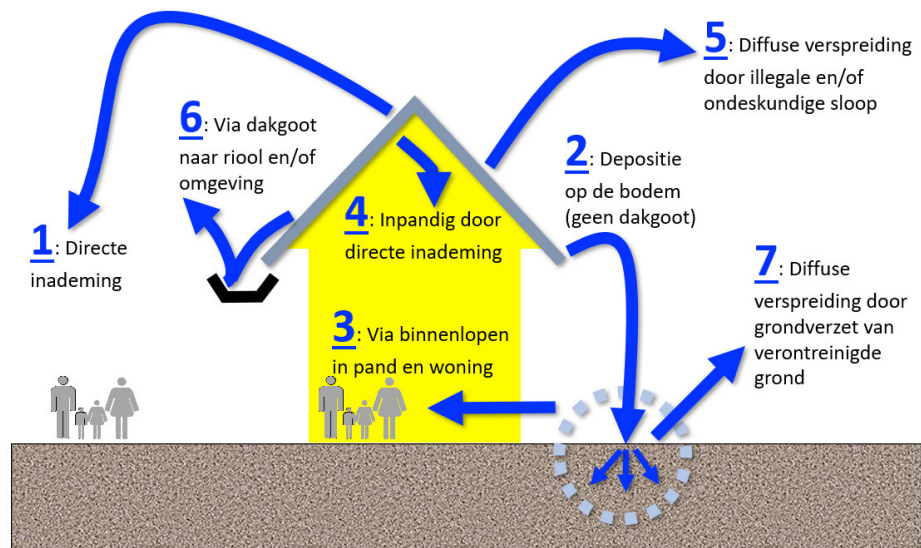 1: Directe
inademing
2: Depositie
op de bodem
(geen dakgoot)
3: Via binnenlopen
in pand en woning
4: Inpandig door
directe inademing
5: Diffuse verspreiding
door illegale en/of
ondeskundige sloop
6: Via dakgoot
naar riool en/of
omgeving
7: Diffuse
verspreiding door
grondverzet van
verontreinigde
grond